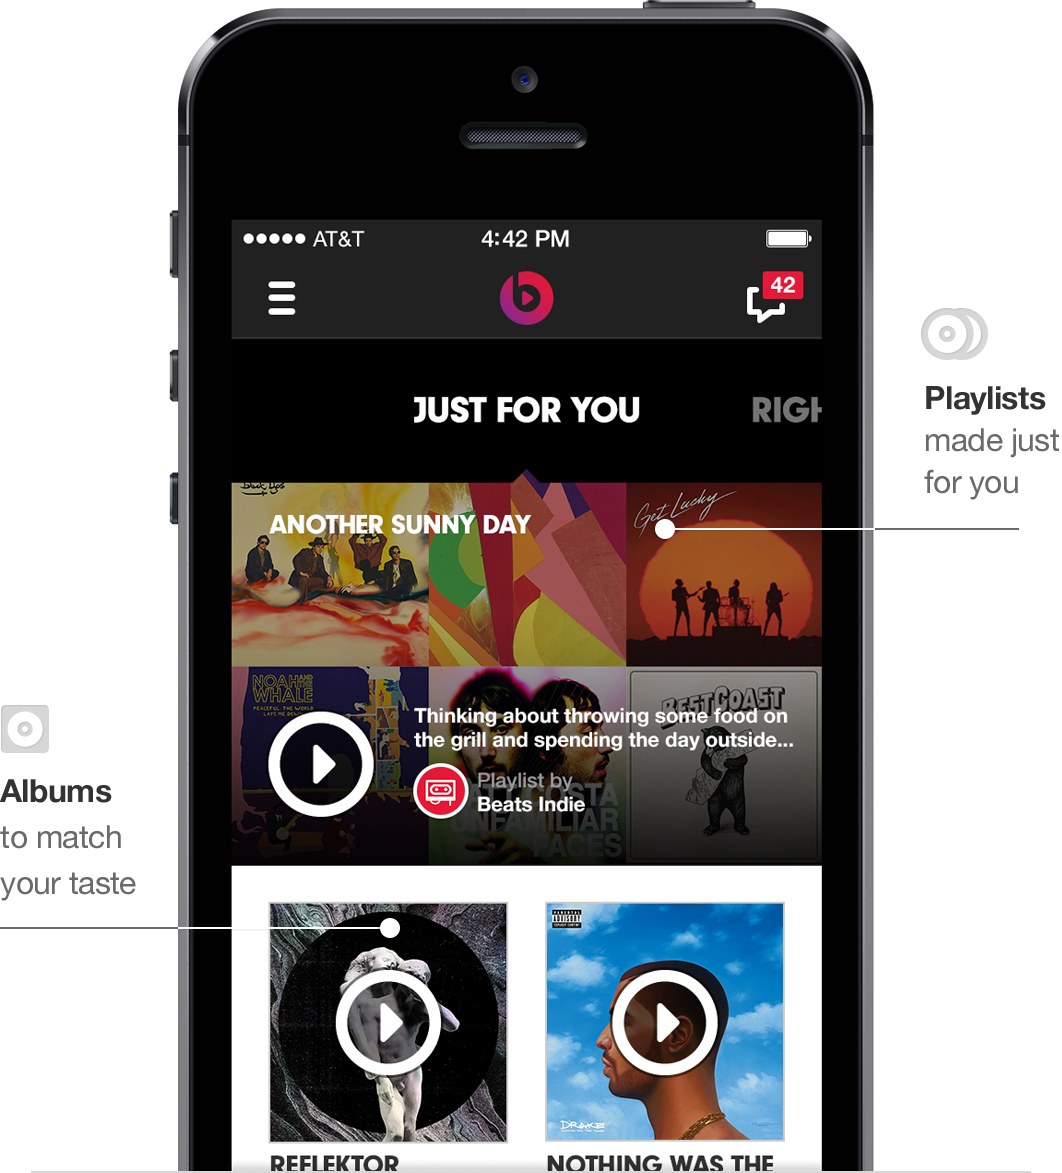 AT&T
4:42 PM
42
JUST FOR YOU
RIGH
Playlists
made just
for you
ANOTHER SUNNY DAY
Get Lucky
NOAH AND THE
WHALE
PEACEFUL, THE WORLD
LAYS ME DOWN
BEST COAST
Thinking about throwing some food on
the grill and spending the day outside...
Playlist by
Beats Indie
COSTA
UNFAMILIAR
FACES
Albums
to match
your taste
PARENTAL
ADVISORY
EXPLICIT CONTENT
DRAKE
REFLEKTOR
NOTHING WAS THE